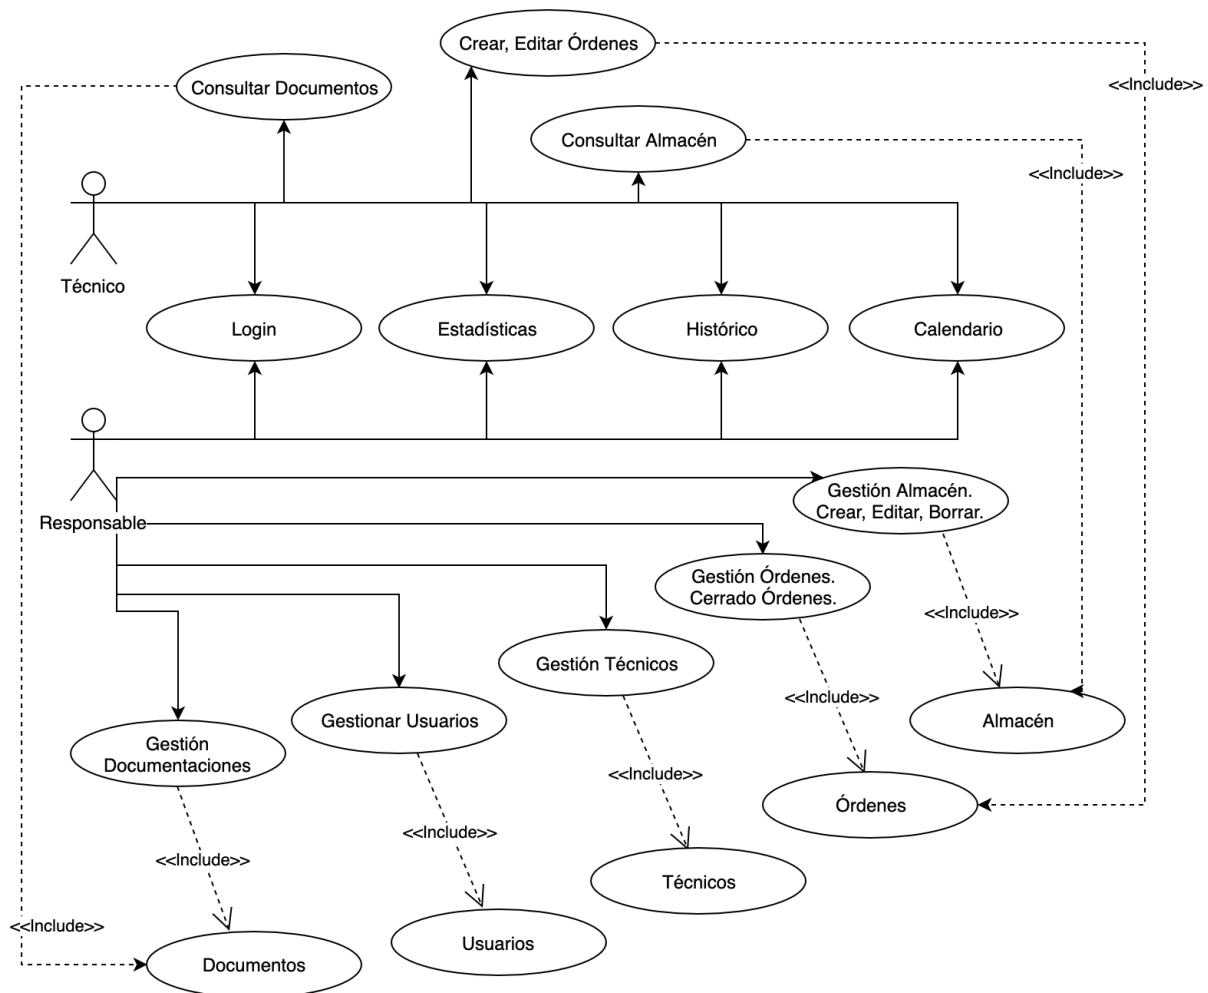 Crear, Editar Órdenes
Consultar Documentos
<<Include>>
Consultar Almacén
<<Include>>
Técnico
Login
Estadísticas
Histórico
Calendario
Responsable
Gestión Almacén.
Crear, Editar, Borrar.
Gestión Órdenes.
Cerrado Órdenes.
<<Include>>
Gestión Técnicos
<<Include>>
Gestionar Usuarios
Almacén
Gestión
Documentaciones
<<Include>>
Órdenes
<<Include>>
<<Include>>
Técnicos
<<Include>>
Usuarios
Documentos